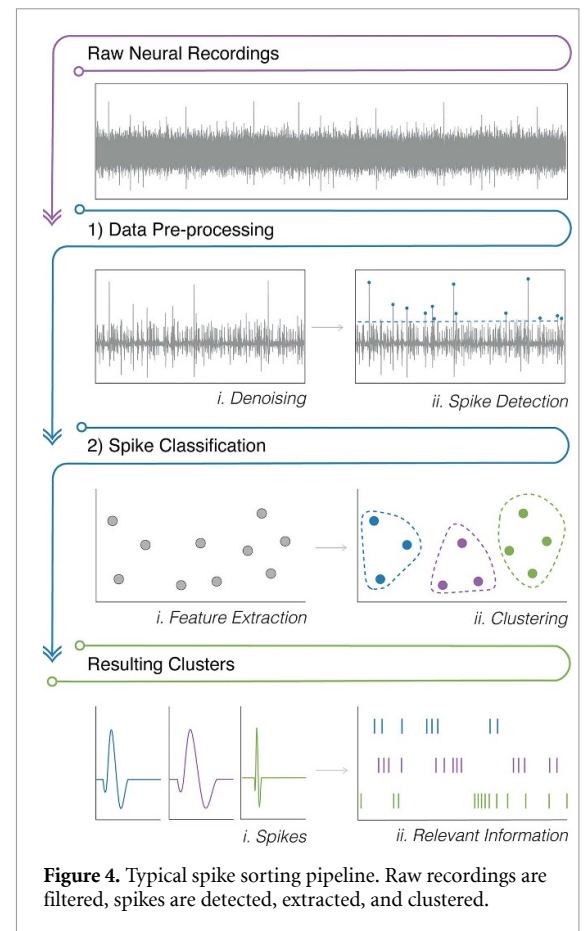 Raw Neural Recordings
1) Data Pre-processing
i. Denoising
ii. Spike Detection
2) Spike Classification
i. Feature Extraction
ii. Clustering
Resulting Clusters
i. Spikes
ii. Relevant Information
Figure 4. Typical spike sorting pipeline. Raw recordings are
filtered, spikes are detected, extracted, and clustered.